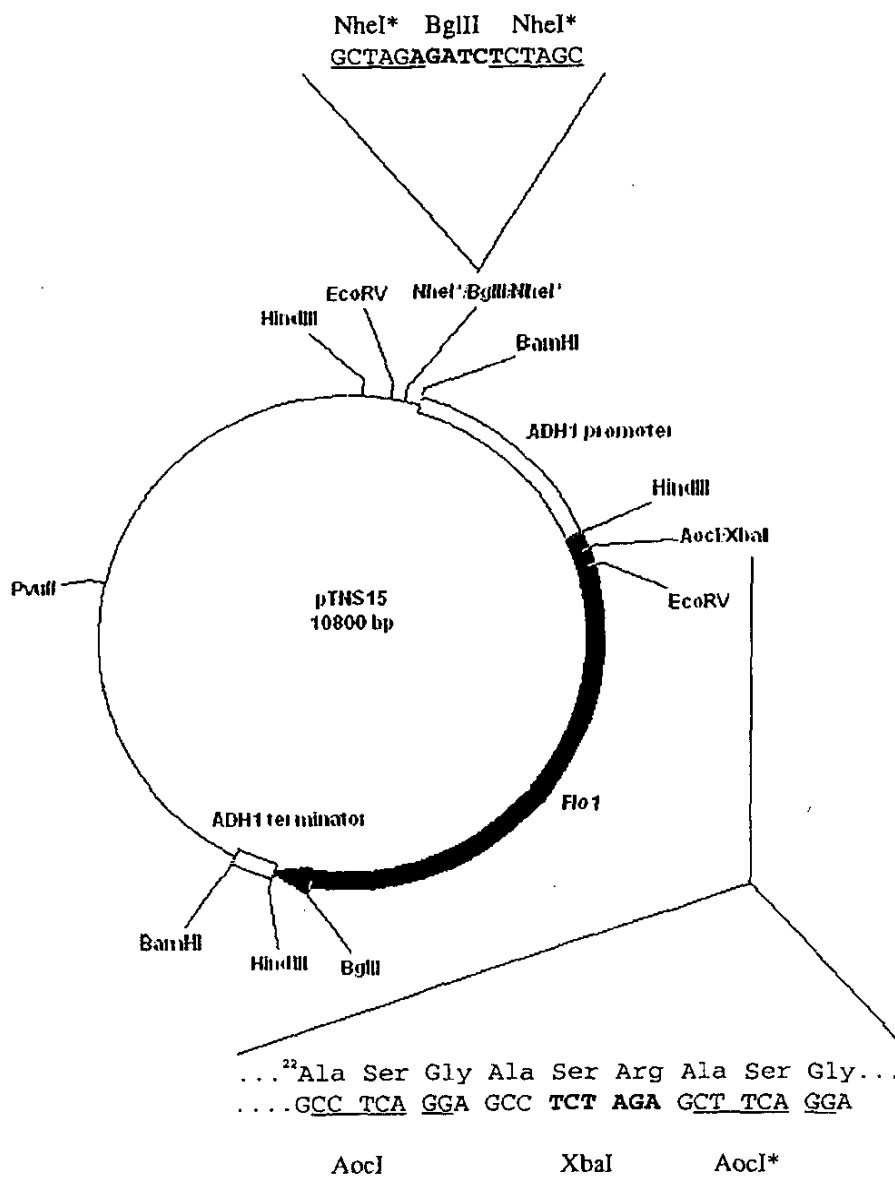 NheI* BglII NheI*
GCTAGAGATCTCTAGC
EcoRV
NheI*:BglII:NheI*
HindIII
BamHI
ADH1 promoter
HindIII
AocI:XbaI
EcoRV
PvuII
pTNS15
10800 bp
Flo1
ADH1 terminator
BamHI
HindIII
BglII
...22Ala Ser Gly Ala Ser Arg Ala Ser Gly...
....GCC TCA GGA GCC TCT AGA GCT TCA GGA
AocI XbaI AocI*